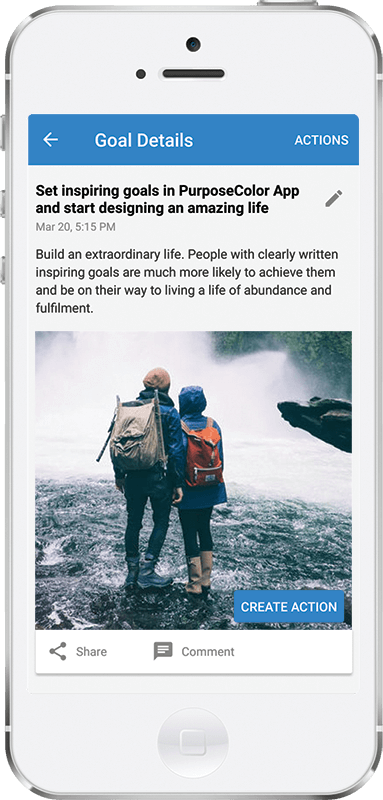 Goal Details
ACTIONS
Set inspiring goals in PurposeColor App
and start designing an amazing life
Mar 20, 5:15 PM
Build an extraordinary life. People with clearly written
inspiring goals are much more likely to achieve them
and be on their way to living a life of abundance and
fulfilment.
CREATE ACTION
Share
Comment